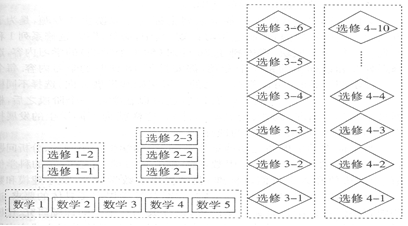 选修 3-6
选修 4-10
选修 3-5
⋮
选修 3-4
选修 4-4
选修 2-3
选修 3-3
选修 4-3
选修 1-2
选修 2-2
选修 3-2
选修 4-2
选修 1-1
选修 2-1
选修 3-1
选修 4-1
数学 1 数学 2 数学 3 数学 4 数学 5